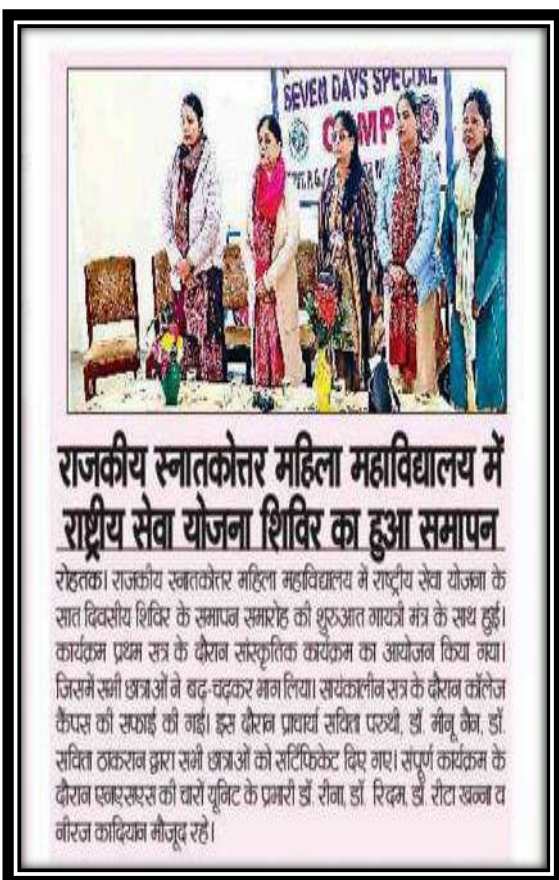 SEVEN DAYS SPECIAL
CAMP
राजकीय स्नातकोत्तर महिला महाविद्यालय में
राष्ट्रीय सेवा योजना शिविर का हुआ समापन
रोहतक। राजकीय स्नातकोत्तर महिला महाविद्यालय में राष्ट्रीय सेवा योजना के
सात दिवसीय शिविर के समापन समारोह की शुरुआत गायत्री मंत्र के साथ हुई।
कार्यक्रम प्रथम सत्र के दौरान सांस्कृतिक कार्यक्रम का आयोजन किया गया।
जिसमें सभी छात्राओं ने बढ़-चढ़कर भाग लिया। सायकालीन सत्र के दौरान कॉलेज
कैंपस की सफाई की गई। इस दौरान प्राचार्या सविता परुथी, डॉ. मीनू नैन, डॉ.
सविता ठाकरान द्वारा सभी छात्राओं को सर्टिफिकेट दिए गए। संपूर्ण कार्यक्रम के
दौरान एनएसएस की चारों यूनिट के प्रभारी डॉ. रीना, डॉ. रिदम, डॉ. रीटा खन्ना व
नीरज कादियान मौजूद रहे।